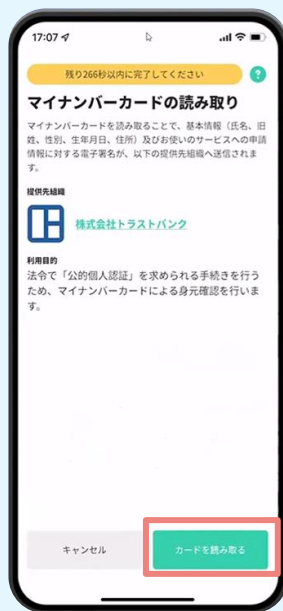 17:07
残り266秒以内に完了してください
?
マイナンバーカードの読み取り
マイナンバーカードを読み取ることで、基本情報（氏名、旧
姓、性別、生年月日、住所）及びお使いのサービスへの申請
情報に対する電子署名が、以下の提供先組織へ送信されま
す。
提供先組織
株式会社トラストバンク
利用目的
法令で「公的個人認証」を求められる手続きを行う
ため、マイナンバーカードによる身元確認を行いま
す。
キャンセル
カードを読み取る